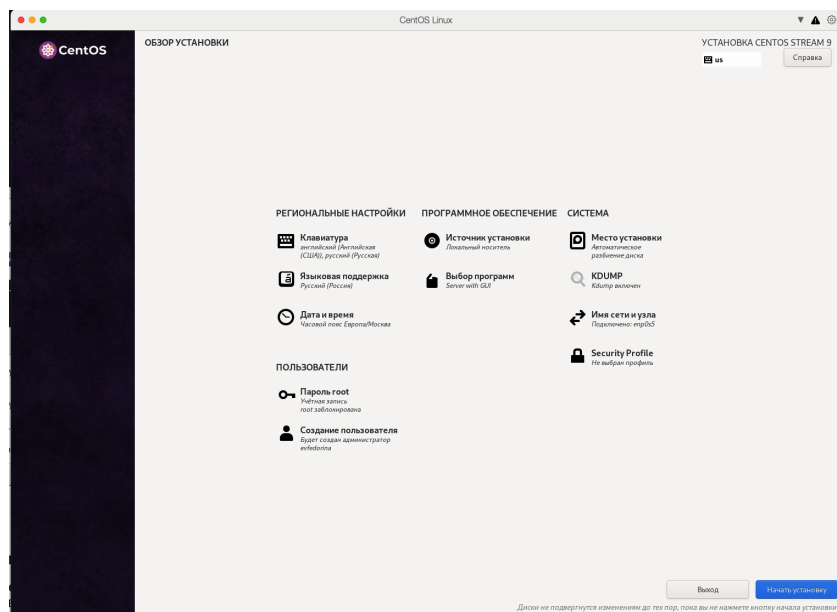 CentOS Linux
CentOS
ОБЗОР УСТАНОВКИ
УСТАНОВКА CENTOS STREAM 9
us
Справка
РЕГИОНАЛЬНЫЕ НАСТРОЙКИ
Клавиатура
английский (Английская
(США)), русский (Русская)
Языковая поддержка
Русский (Россия)
Дата и время
Часовой пояс Европа/Москва
ПРОГРАММНОЕ ОБЕСПЕЧЕНИЕ
Источник установки
Локальный носитель
Выбор программ
Server with GUI
СИСТЕМА
Место установки
Автоматическое
разбиение диска
KDUMP
Kdump включен
Имя сети и узла
Подключено: enp0s5
Security Profile
Не выбран профиль
ПОЛЬЗОВАТЕЛИ
Пароль root
Учётная запись
root заблокирована
Создание пользователя
Будет создан администратор
evfedorina
Выход
Начать установку
Диски не подвергнутся изменениям до тех пор, пока вы не нажмете кнопку начала установки